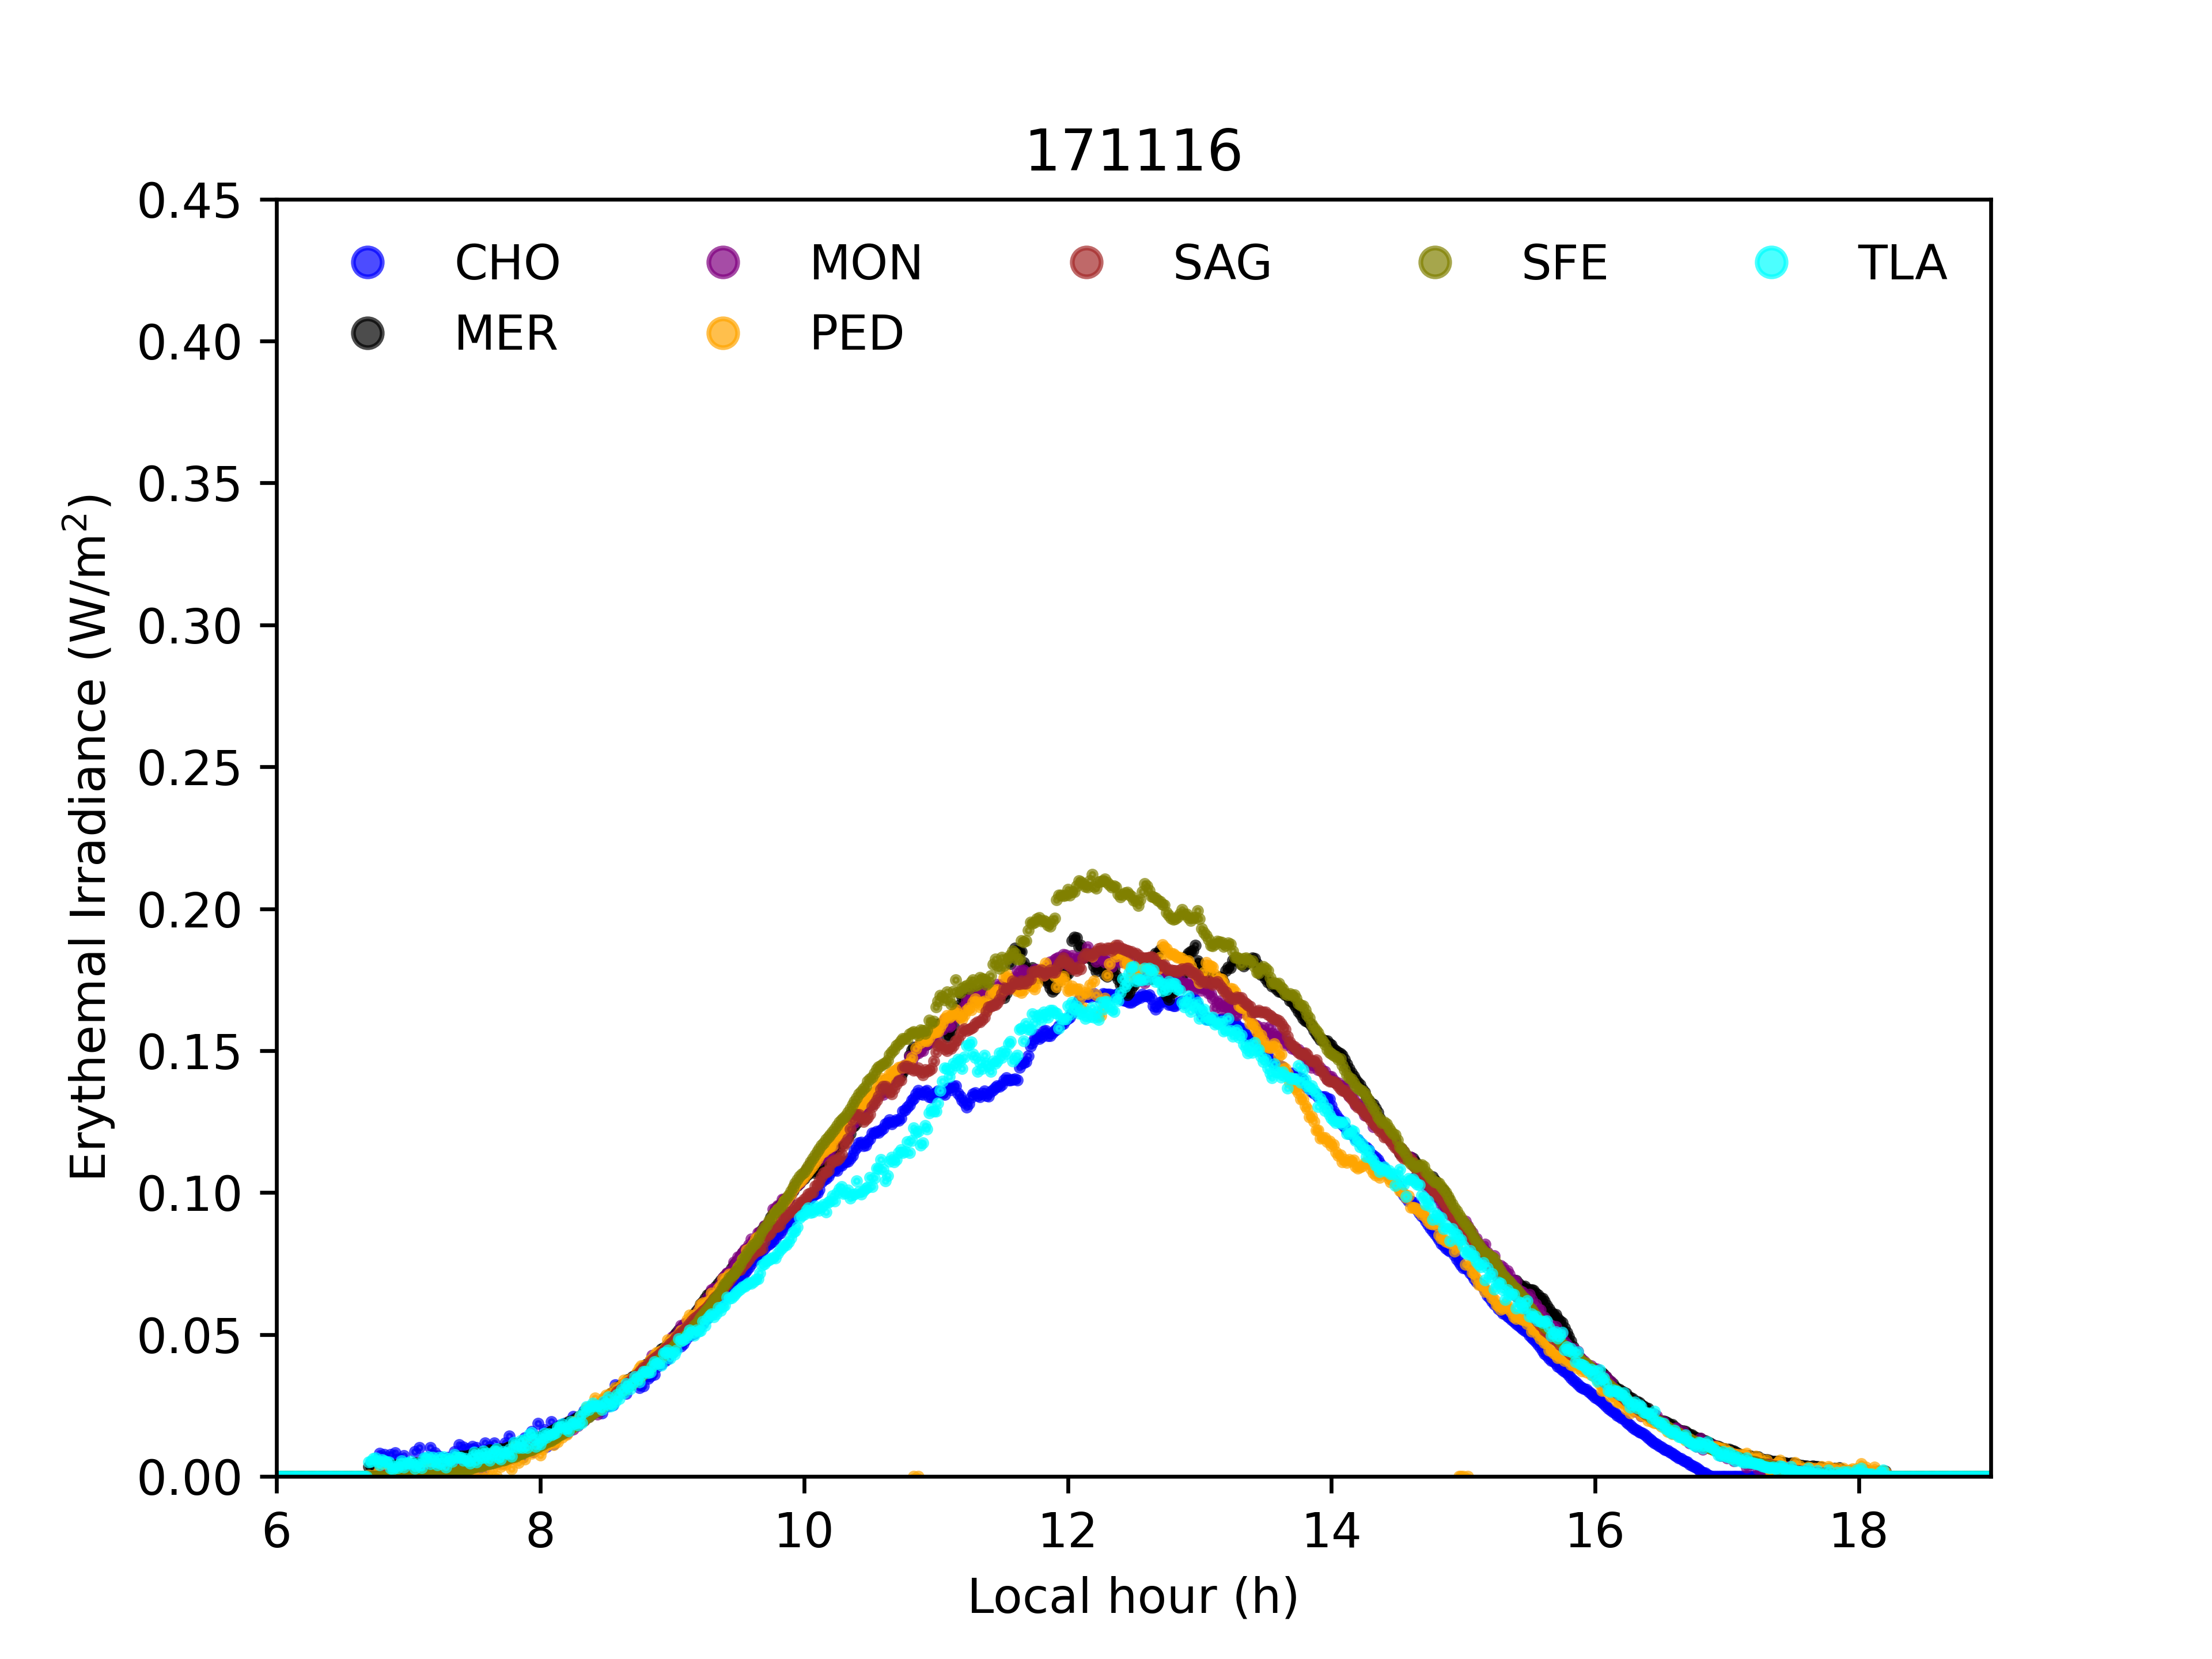 171116
0.45
0.40
0.35
0.30
0.25
0.20
0.15
0.10
0.05
0.00
Erythemal Irradiance (W/m²)
CHO MON SAG SFE TLA
MER PED
6 8 10 12 14 16 18
Local hour (h)